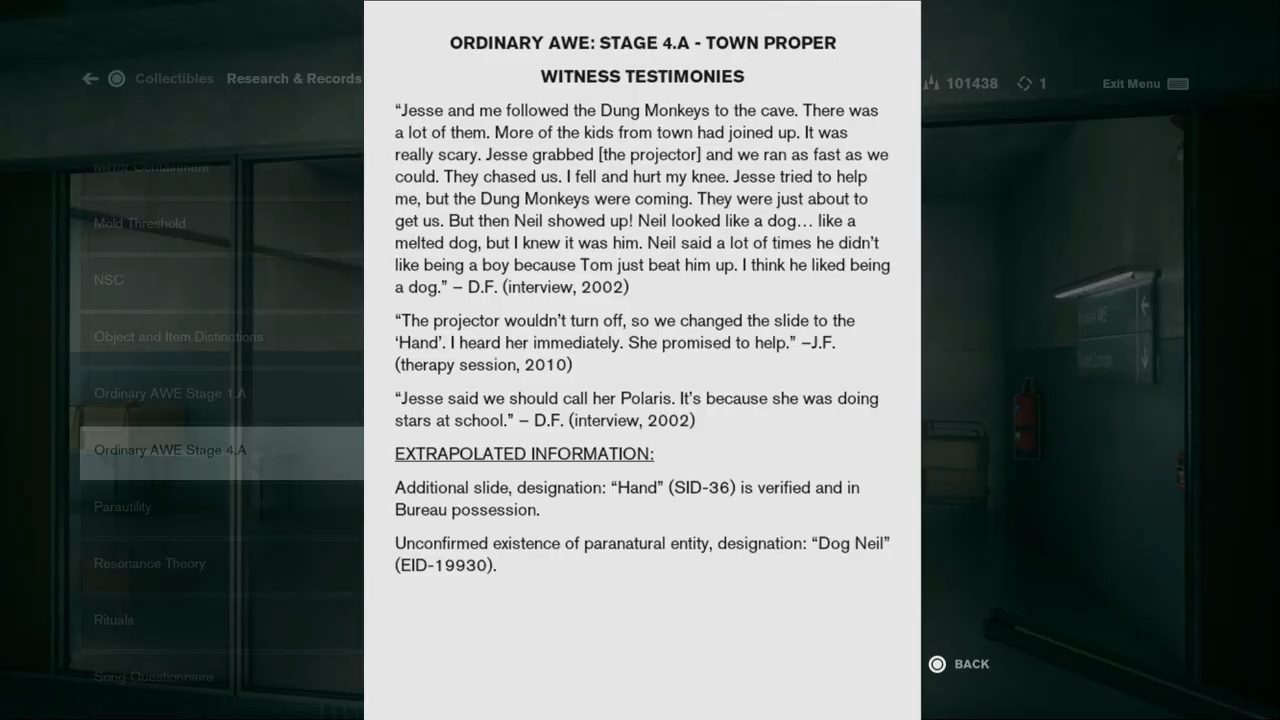 ORDINARY AWE: STAGE 4.A - TOWN PROPER
WITNESS TESTIMONIES
“Jesse and me followed the Dung Monkeys to the cave. There was
a lot of them. More of the kids from town had joined up. It was
really scary. Jesse grabbed [the projector] and we ran as fast as we
could. They chased us. I fell and hurt my knee. Jesse tried to help
me, but the Dung Monkeys were coming. They were just about to
get us. But then Neil showed up! Neil looked like a dog… like a
melted dog, but I knew it was him. Neil said a lot of times he didn’t
like being a boy because Tom just beat him up. I think he liked being
a dog.” – D.F. (interview, 2002)
“The projector wouldn’t turn off, so we changed the slide to the
‘Hand’. I heard her immediately. She promised to help.” –J.F.
(therapy session, 2010)
“Jesse said we should call her Polaris. It’s because she was doing
stars at school.” – D.F. (interview, 2002)
EXTRAPOLATED INFORMATION:
Additional slide, designation: “Hand” (SID-36) is verified and in
Bureau possession.
Unconfirmed existence of paranatural entity, designation: “Dog Neil”
(EID-19930).
Collectibles Research & Records
101438 1 Exit Menu
Mirror Containment
Mold Threshold
NSC
Object and Item Distinctions
Ordinary AWE Stage 1.A
Ordinary AWE Stage 4.A
Parautility
Resonance Theory
Rituals
Song Questionnaire
BACK